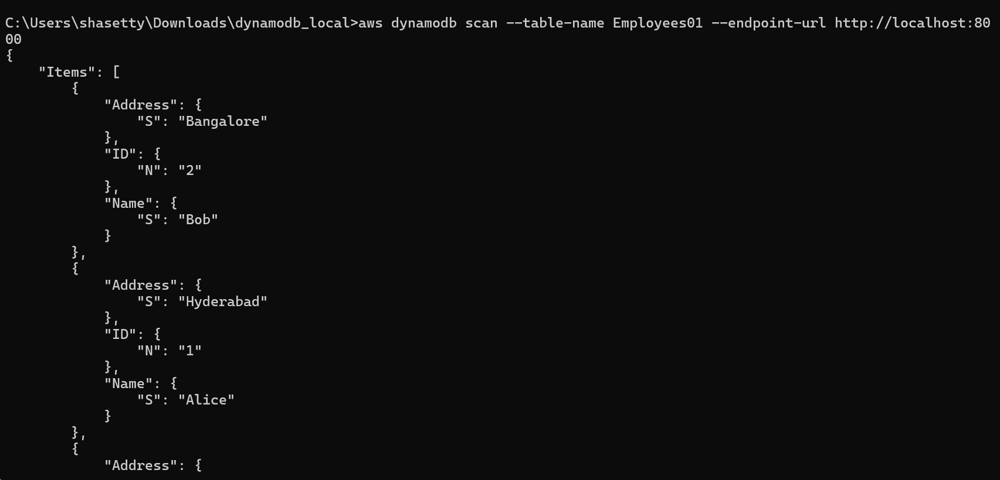 C:\Users\shasetty\Downloads\dynamodb_local>aws dynamodb scan --table-name Employees01 --endpoint-url http://localhost:80
00
{
    "Items": [
        {
            "Address": {
                "S": "Bangalore"
            },
            "ID": {
                "N": "2"
            },
            "Name": {
                "S": "Bob"
            }
        },
        {
            "Address": {
                "S": "Hyderabad"
            },
            "ID": {
                "N": "1"
            },
            "Name": {
                "S": "Alice"
            }
        },
        {
            "Address": {